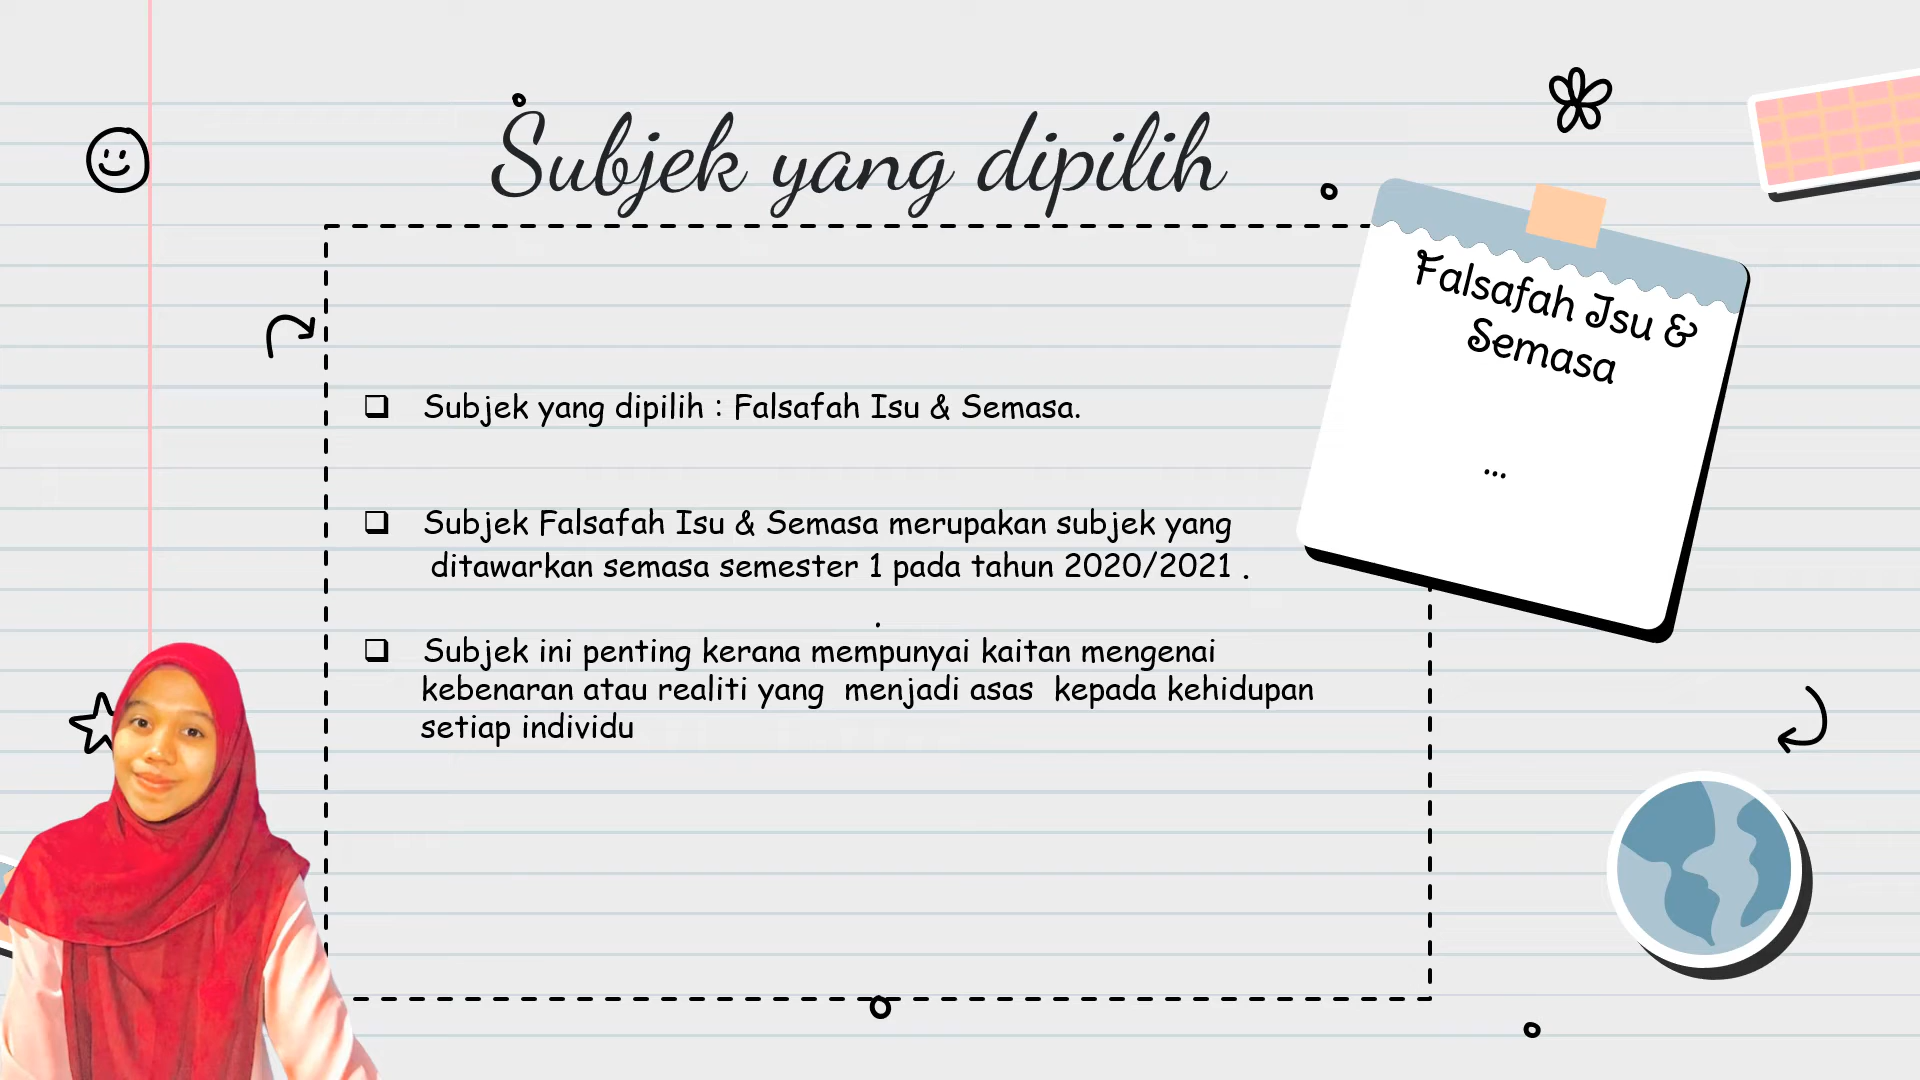 Subjek yang dipilih
Falsafah Isu &
Semasa
...
❑ Subjek yang dipilih : Falsafah Isu & Semasa.
❑ Subjek Falsafah Isu & Semasa merupakan subjek yang
ditawarkan semasa semester 1 pada tahun 2020/2021 .
.
❑ Subjek ini penting kerana mempunyai kaitan mengenai
kebenaran atau realiti yang menjadi asas kepada kehidupan
setiap individu